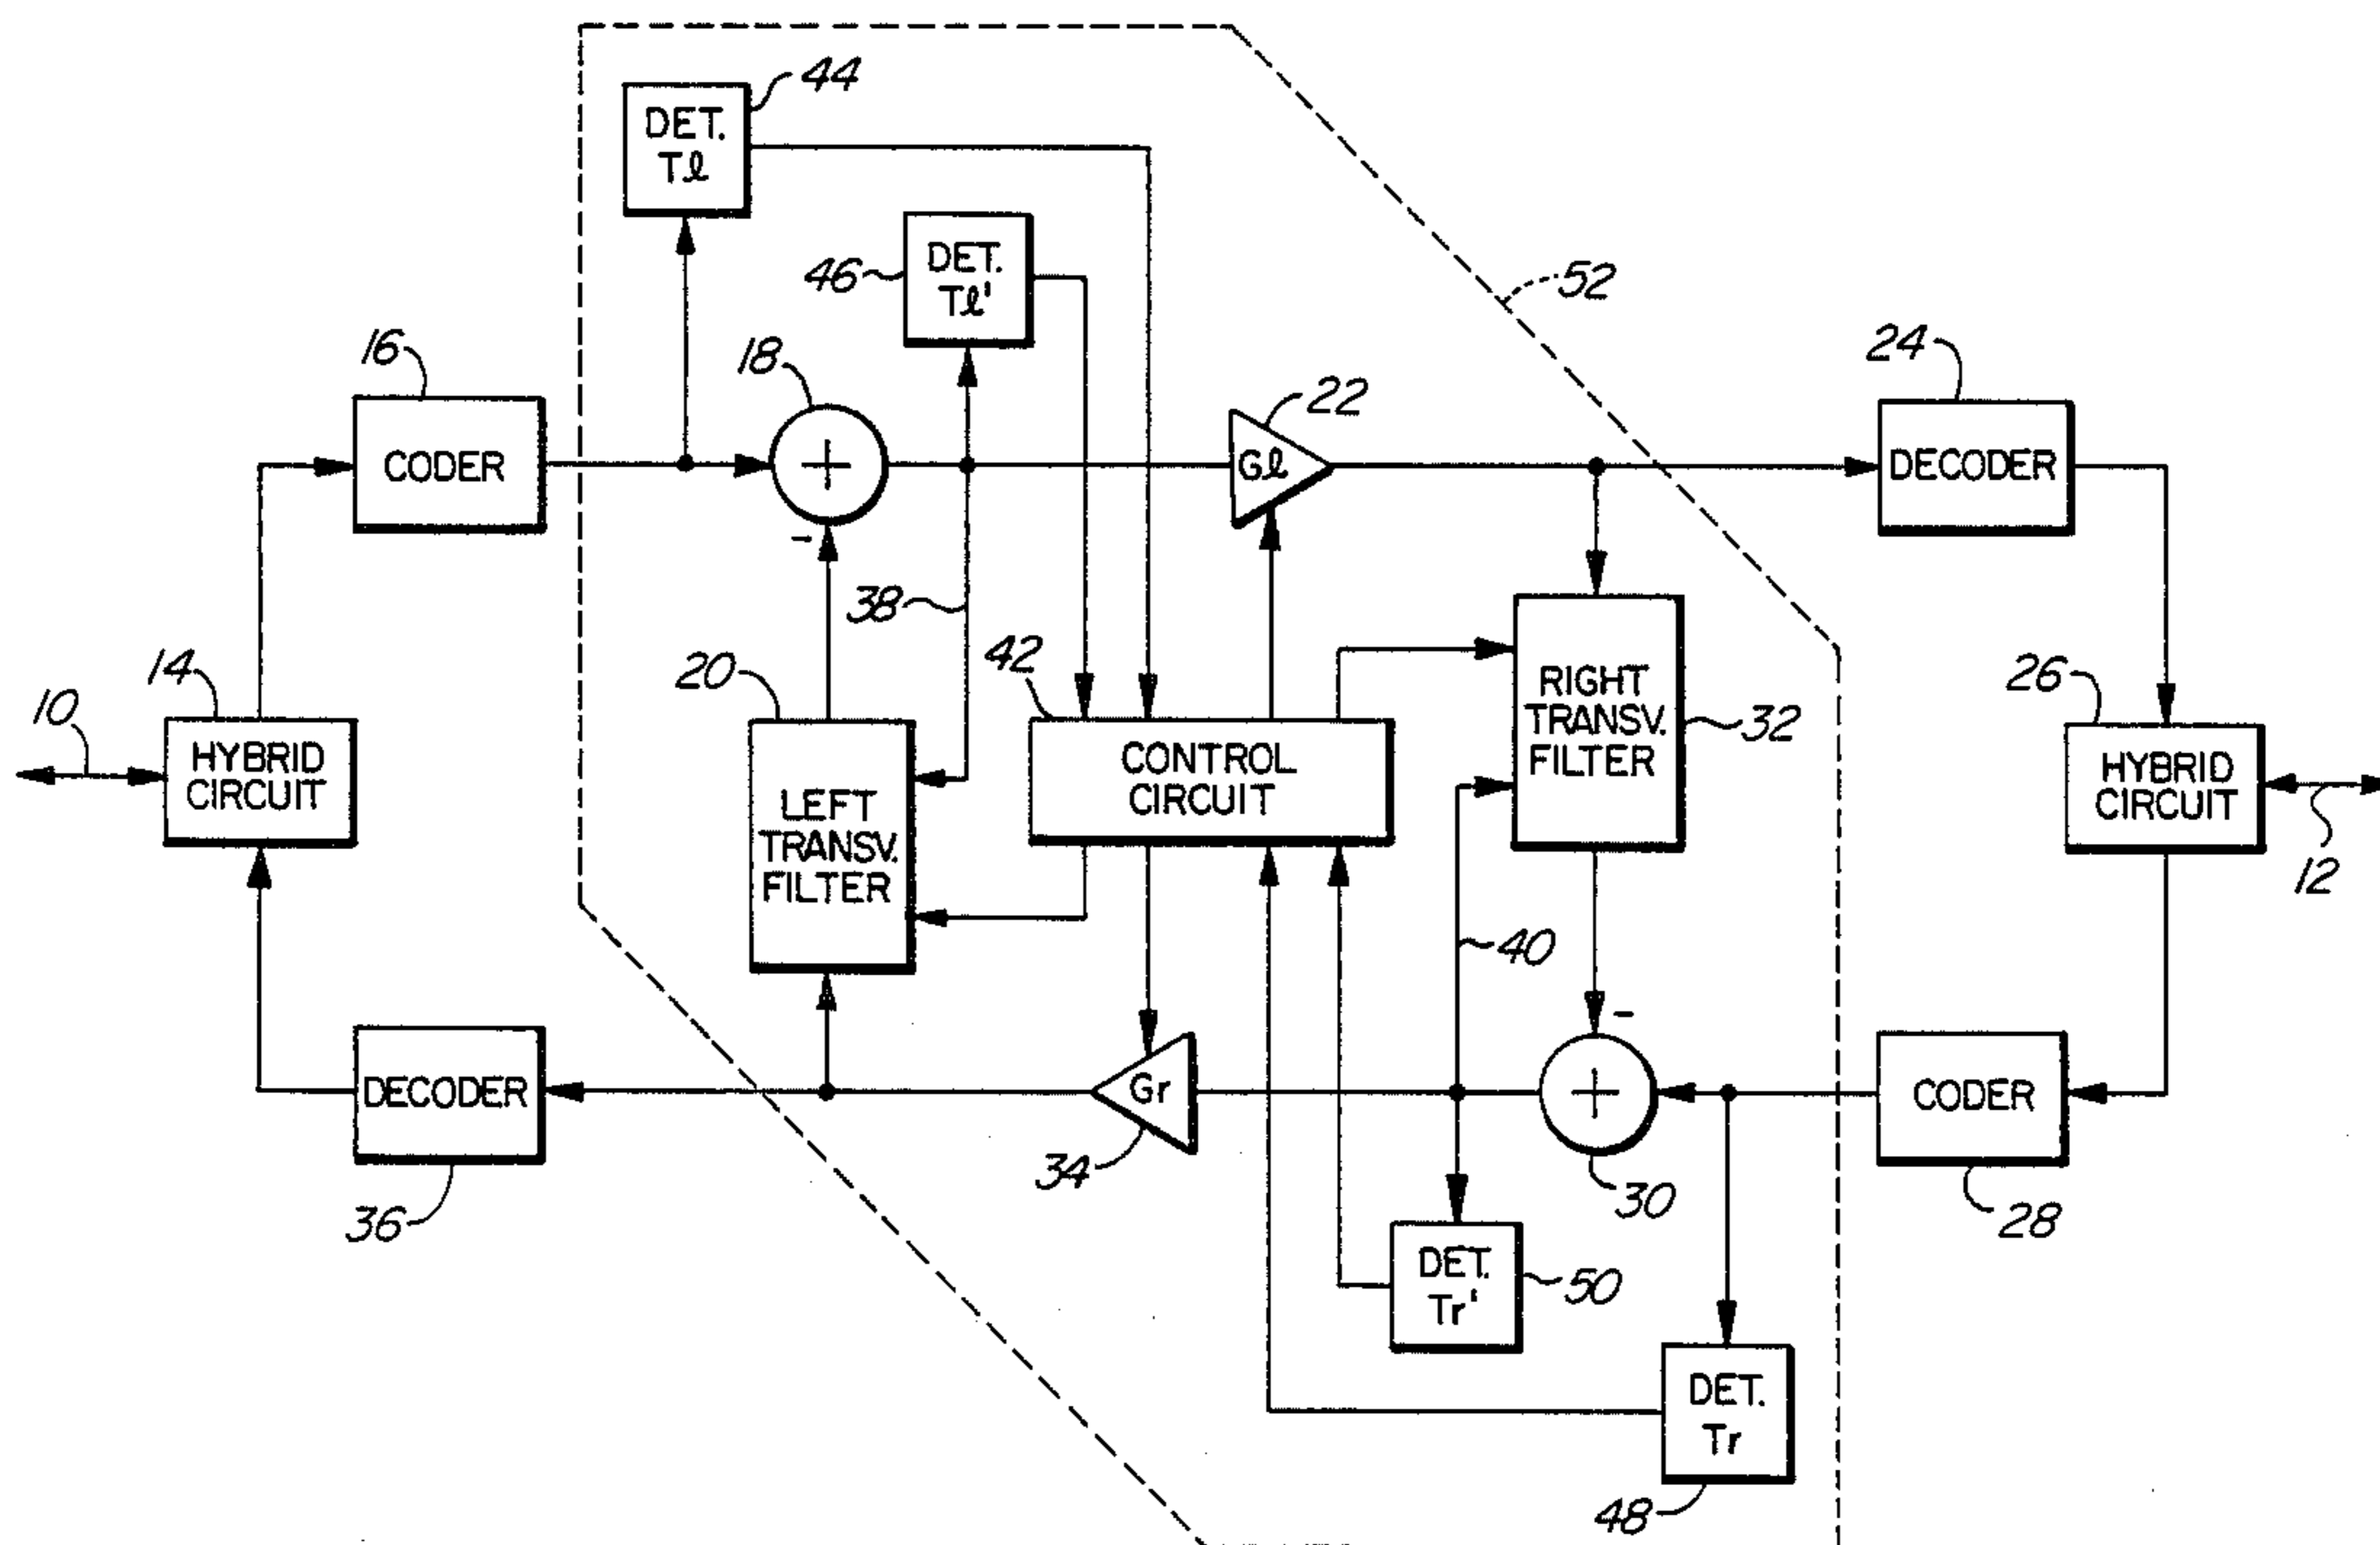 44
DET.
Tl
46
DET.
Tl'
52
16
CODER
18
+
-
22
Gl
24
DECODER
38
10
14
HYBRID
CIRCUIT
20
LEFT
TRANSV.
FILTER
42
CONTROL
CIRCUIT
RIGHT
TRANSV.
FILTER
32
26
HYBRID
CIRCUIT
12
40
-
DECODER
36
Gr
34
+
30
CODER
28
DET.
Tr'
50
DET.
Tr
48